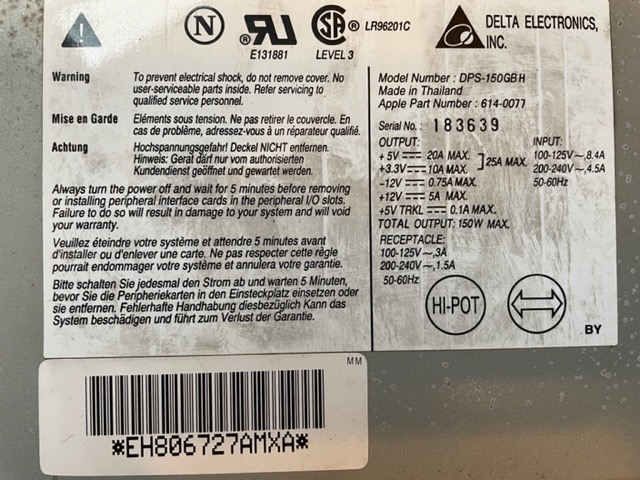 N
UR
E131881
SA
LEVEL 3
LR96201C
DELTA ELECTRONICS,
INC.
Warning To prevent electrical shock, do not remove cover. No
user-serviceable parts inside. Refer servicing to
qualified service personnel.
Mise en Garde Eléments sous tension. Ne pas retirer le couvercle. En
cas de problème, adressez-vous à un réparateur qualifié.
Achtung Hochspannungsgefahr! Deckel NICHT entfernen.
Hinweis: Gerät darf nur vom authorisierten
Kundendienst geöffnet und gewartet werden.
Always turn the power off and wait for 5 minutes before removing
or installing peripheral interface cards in the peripheral I/O slots.
Failure to do so will result in damage to your system and will void
your warranty.
Veuillez éteindre votre système et attendre 5 minutes avant
d'installer ou d'enlever une carte. Ne pas respecter cette règle
pourrait endommager votre système et annulera votre garantie.
Bitte schalten Sie jedesmal den Strom ab und warten 5 Minuten,
bevor Sie die Peripheriekarten in den Einsteckplatz einsetzen oder
sie entfernen. Fehlerhafte Handhabung diesbezüglich Kann das
System beschädigen und führt zum Verlust der Garantie.
Model Number : DPS-150GB H
Made in Thailand
Apple Part Number : 614-0077
Serial No.: 183639
OUTPUT: INPUT:
+ 5V 20A MAX. 25A MAX. 100-125V~, 8.4A
+3.3V 10A MAX. 200-240V~, 4.5A
-12V 0.75A MAX. 50-60Hz
+12V 5A MAX.
+5V TRKL 0.1A MAX.
TOTAL OUTPUT: 150W MAX.
RECEPTACLE:
100-125V~, 3A
200-240V~, 1.5A
50-60Hz
HI-POT
BY
MM
*EH806727AMXA*